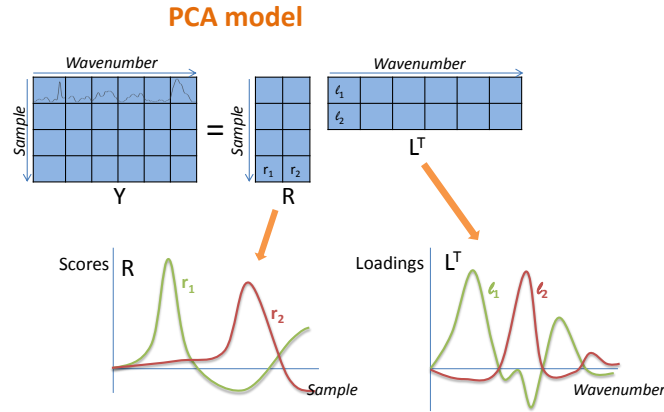 PCA model
Wavenumber
Wavenumber
Sample
=
Sample
ℓ₁
ℓ₂
r₁ r₂
Y
R
Lᵀ
Scores
R
r₁
r₂
Sample
Loadings
Lᵀ
ℓ₁
ℓ₂
Wavenumber